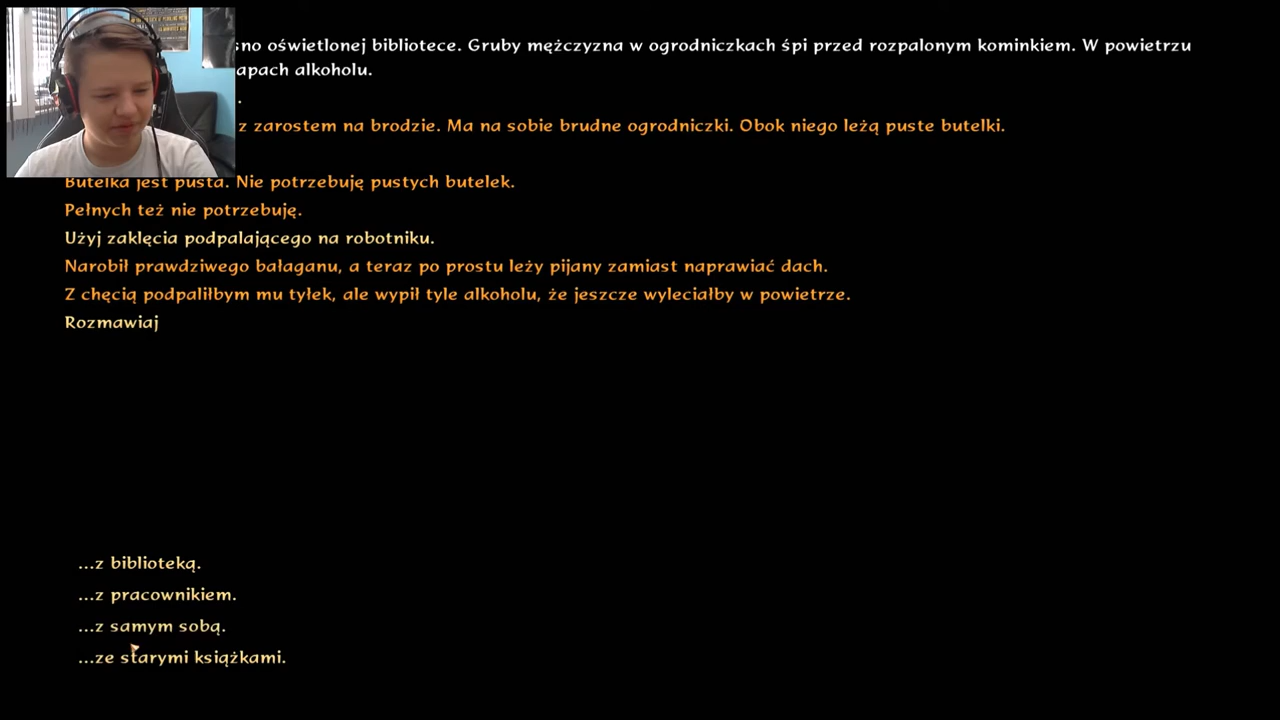 sno oświetlonej bibliotece. Gruby mężczyzna w ogrodniczkach śpi przed rozpalonym kominkiem. W powietrzu
apach alkoholu.
.
z zarostem na brodzie. Ma na sobie brudne ogrodniczki. Obok niego leżą puste butelki.
Butelka jest pusta. Nie potrzebuję pustych butelek.
Pełnych też nie potrzebuję.
Użyj zaklęcia podpalającego na robotniku.
Narobił prawdziwego bałaganu, a teraz po prostu leży pijany zamiast naprawiać dach.
Z chęcią podpaliłbym mu tyłek, ale wypił tyle alkoholu, że jeszcze wyleciałby w powietrze.
Rozmawiaj
...z biblioteką.
...z pracownikiem.
...z samym sobą.
...ze starymi książkami.